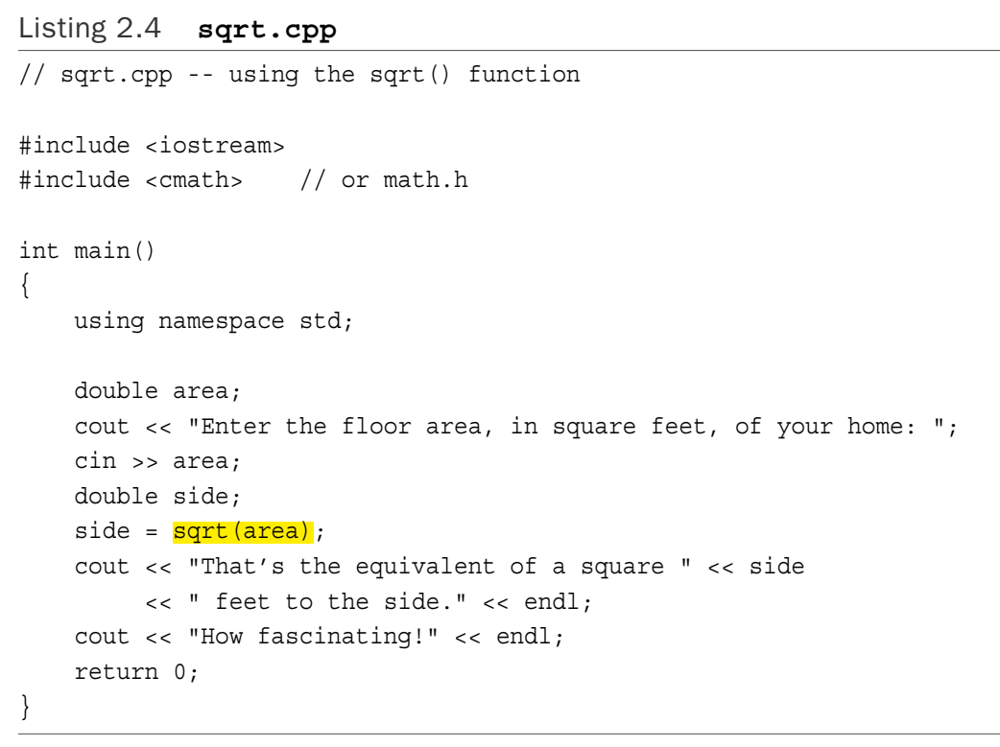 Listing 2.4 sqrt.cpp
// sqrt.cpp -- using the sqrt() function
#include <iostream>
#include <cmath>    // or math.h
int main()
{
    using namespace std;
    double area;
    cout << "Enter the floor area, in square feet, of your home: ";
    cin >> area;
    double side;
    side = sqrt(area);
    cout << "That’s the equivalent of a square " << side
         << " feet to the side." << endl;
    cout << "How fascinating!" << endl;
    return 0;
}